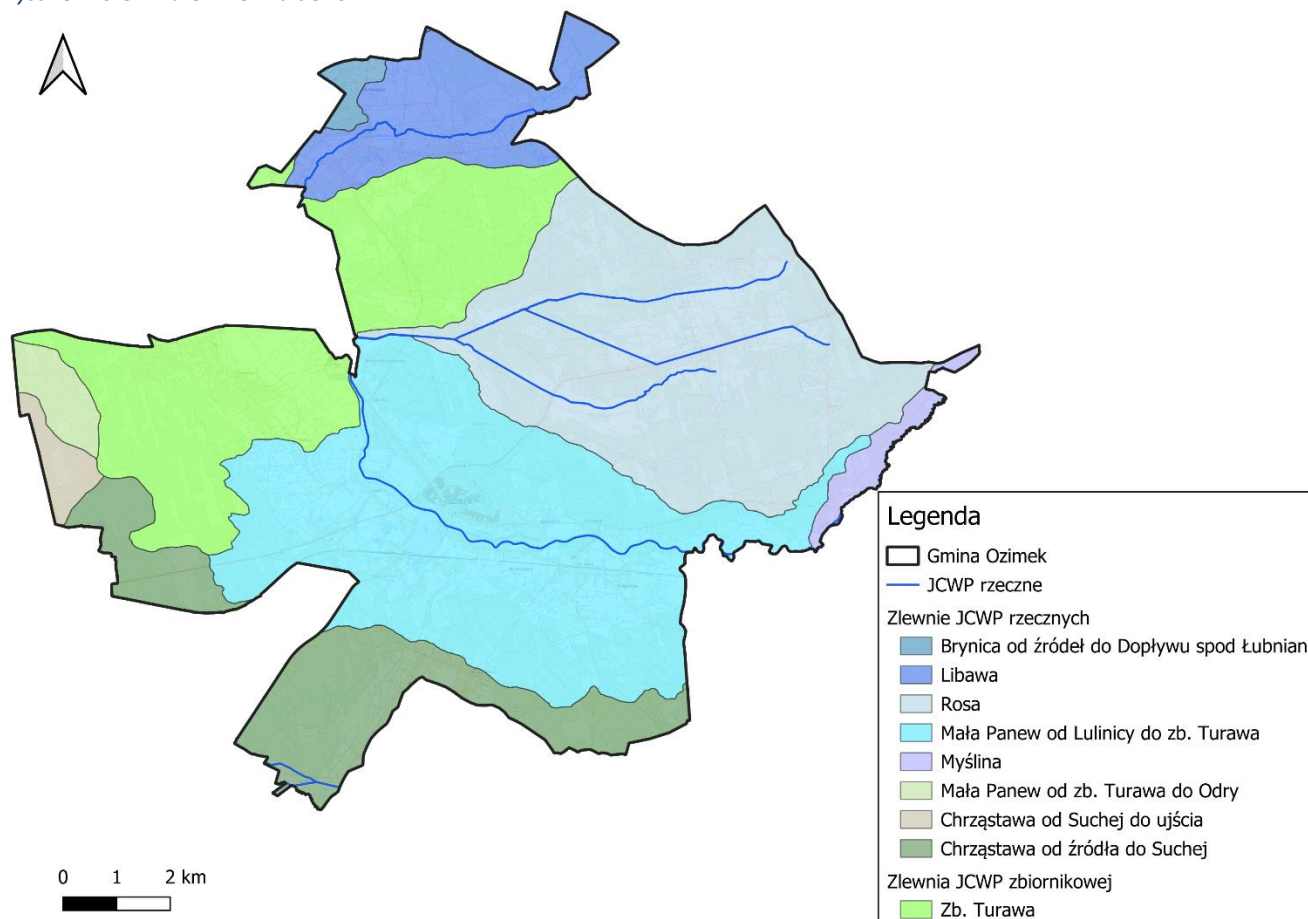 0 1 2 km
Legenda
Gmina Ozimek
JCWP rzeczne
Zlewnie JCWP rzecznych
Brynica od źródeł do Dopływu spod Łubnian
Libawa
Rosa
Mała Panew od Lulinicy do zb. Turawa
Myślina
Mała Panew od zb. Turawa do Odry
Chrząstawa od Suchej do ujścia
Chrząstawa od źródła do Suchej
Zlewnia JCWP zbiornikowej
Zb. Turawa